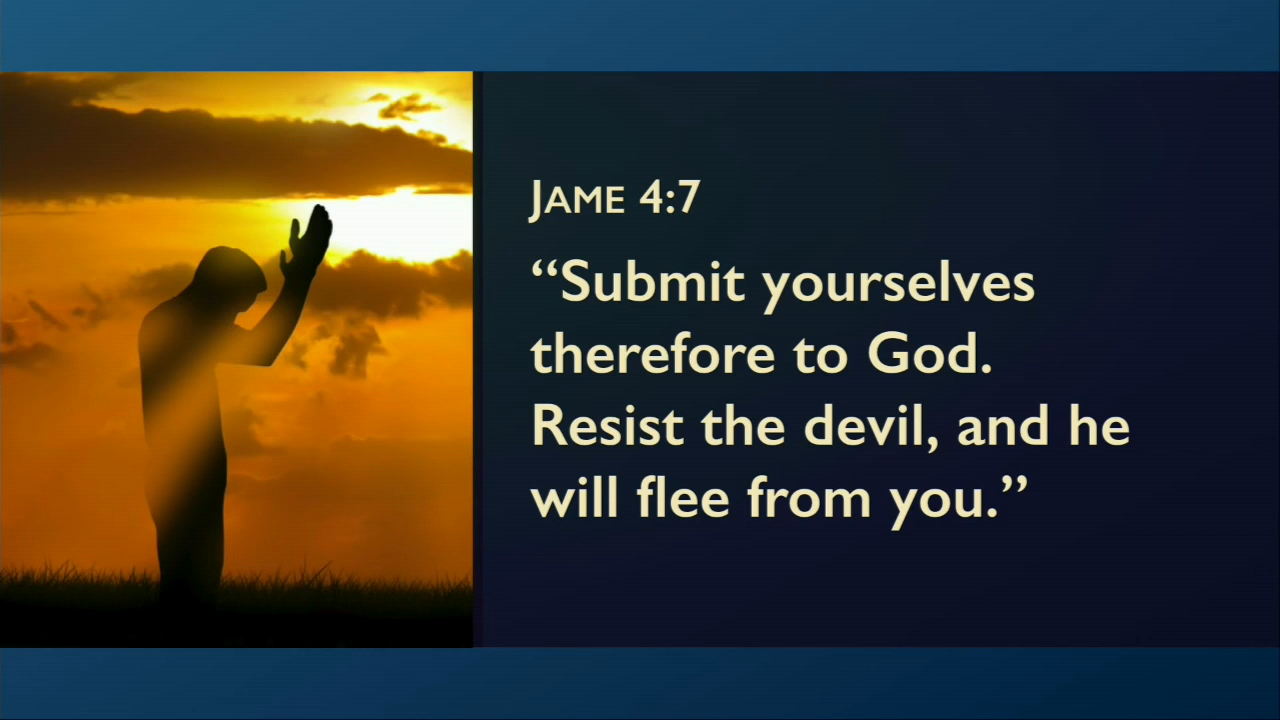 JAME 4:7
“Submit yourselves
therefore to God.
Resist the devil, and he
will flee from you.”